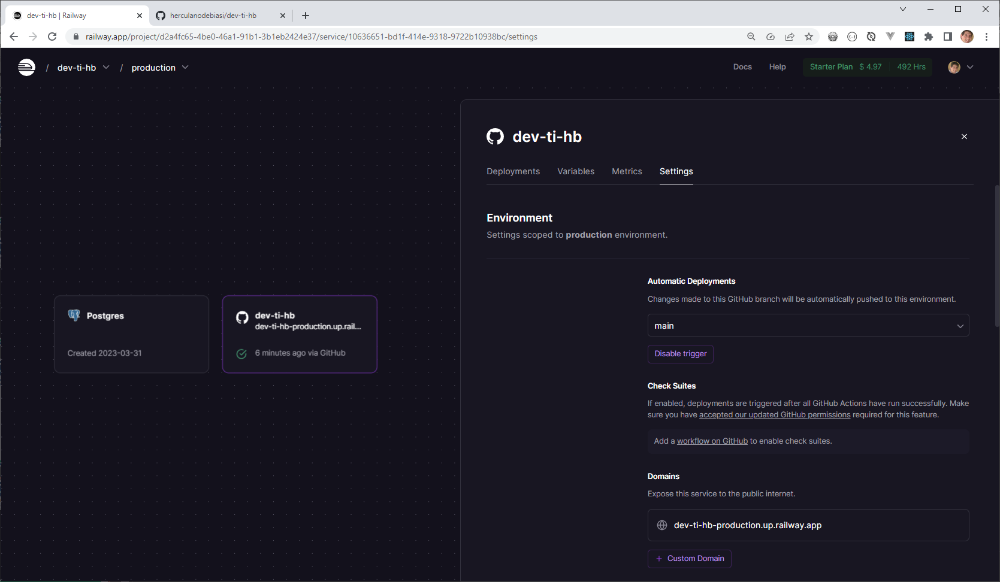 dev-ti-hb | Railway
herculanodebiasi/dev-ti-hb
railway.app/project/d2a4fc65-4be0-46a1-91b1-3b1eb2424e37/service/10636651-bd1f-414e-9318-9722b10938bc/settings
/ dev-ti-hb / production
Docs Help Starter Plan $ 4.97 492 Hrs
dev-ti-hb
Deployments Variables Metrics Settings
Environment
Settings scoped to production environment.
Automatic Deployments
Changes made to this GitHub branch will be automatically pushed to this environment.
main
Disable trigger
Check Suites
If enabled, deployments are triggered after all GitHub Actions have run successfully. Make
sure you have accepted our updated GitHub permissions required for this feature.
Add a workflow on GitHub to enable check suites.
Domains
Expose this service to the public internet.
dev-ti-hb-production.up.railway.app
+ Custom Domain
Postgres
Created 2023-03-31
dev-ti-hb
dev-ti-hb-production.up.rail...
6 minutes ago via GitHub